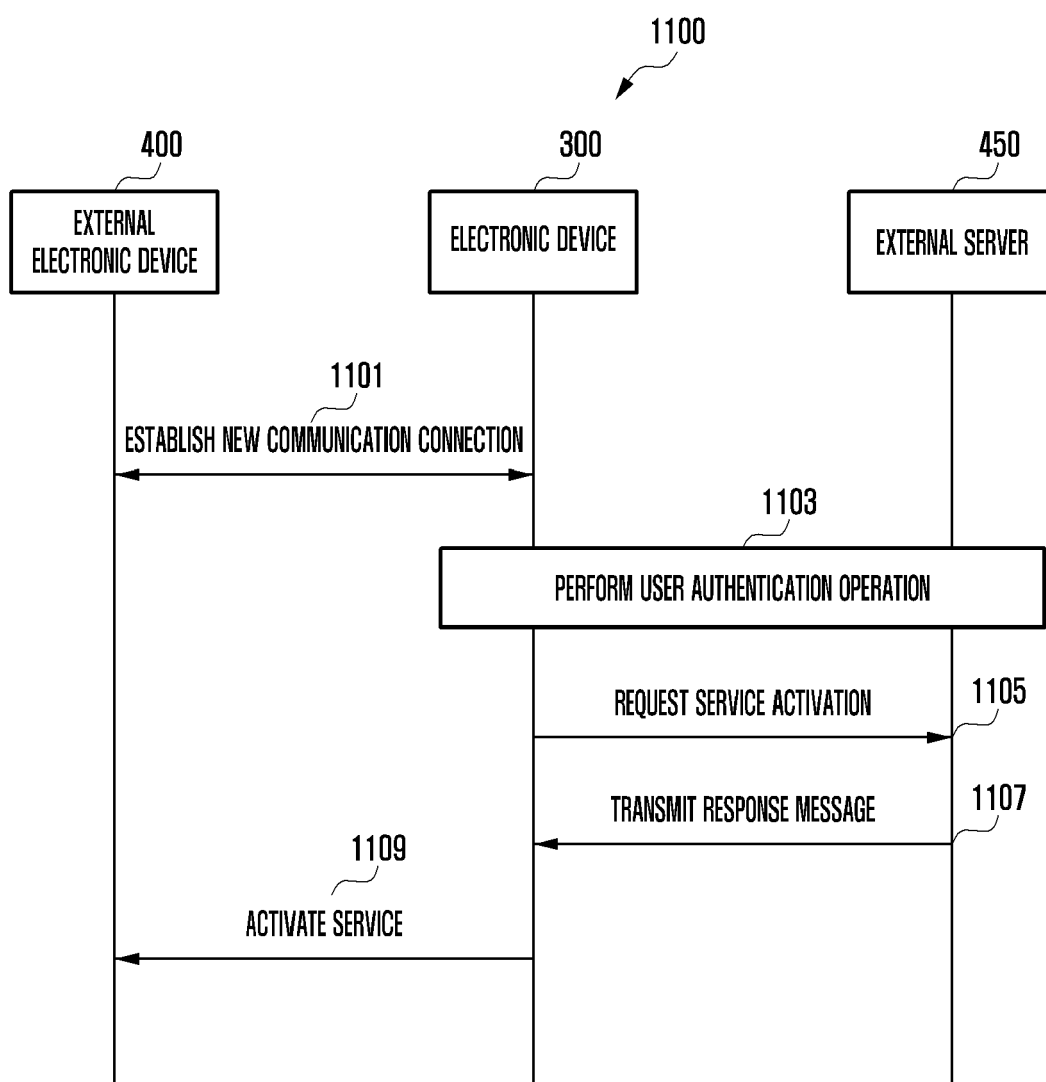 1100
400
300
450
EXTERNAL
ELECTRONIC DEVICE
ELECTRONIC DEVICE
EXTERNAL SERVER
1101
ESTABLISH NEW COMMUNICATION CONNECTION
1103
PERFORM USER AUTHENTICATION OPERATION
REQUEST SERVICE ACTIVATION
1105
TRANSMIT RESPONSE MESSAGE
1107
1109
ACTIVATE SERVICE